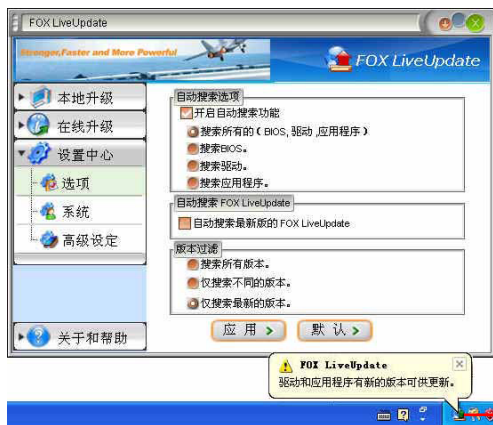 FOX LiveUpdate
Stronger,Faster and More Powerful
FOX LiveUpdate
本地升级
在线升级
设置中心
选项
系统
高级设定
关于和帮助
自动搜索选项
开启自动搜索功能
搜索所有的（BIOS,驱动,应用程序）
搜索BIOS。
搜索驱动。
搜索应用程序。
自动搜索 FOX LiveUpdate
自动搜索最新版的 FOX LiveUpdate
版本过滤
搜索所有版本。
仅搜索不同的版本。
仅搜索最新的版本。
应 用
默 认
FOX LiveUpdate
驱动和应用程序有新的版本可供更新。